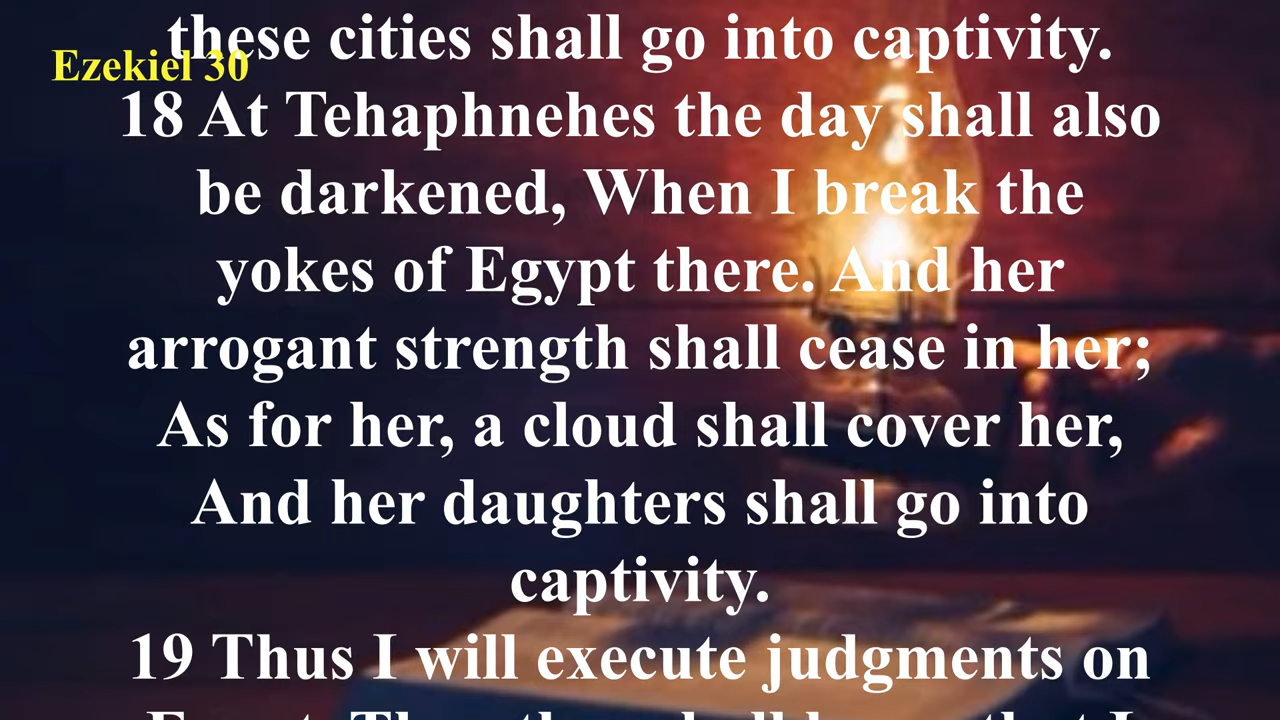 these cities shall go into captivity.
Ezekiel 30
18 At Tehaphnehes the day shall also
be darkened, When I break the
yokes of Egypt there. And her
arrogant strength shall cease in her;
As for her, a cloud shall cover her,
And her daughters shall go into
captivity.
19 Thus I will execute judgments on